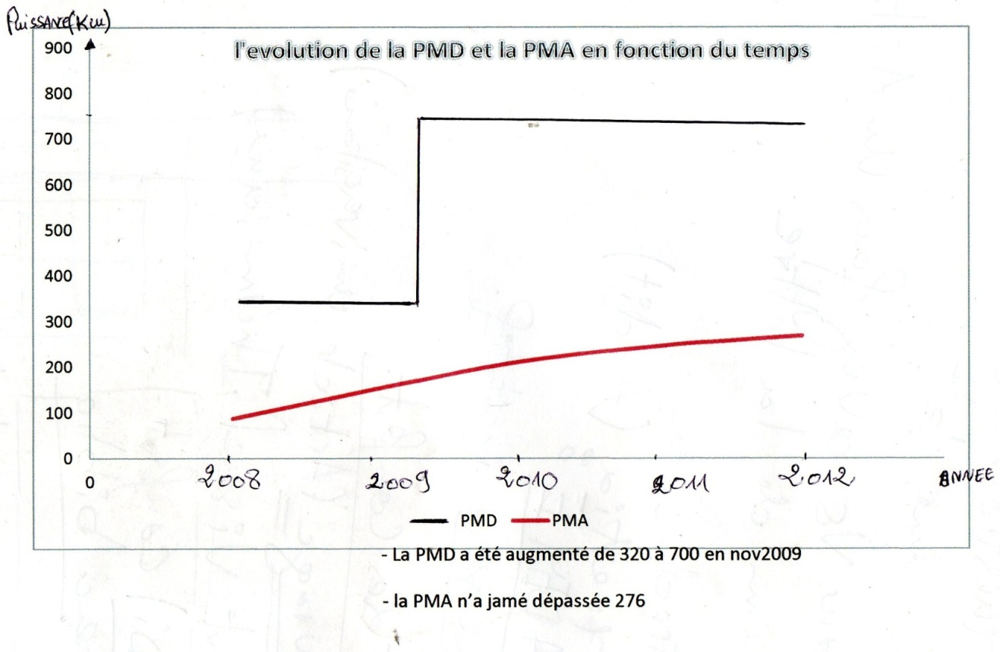 Puissance(Kw)
l'evolution de la PMD et la PMA en fonction du temps
900
800
700
600
500
400
300
200
100
0
0 2008 2009 2010 2011 2012 ANNEE
PMD PMA
- La PMD a été augmenté de 320 à 700 en nov2009
- la PMA n'a jamé dépassée 276